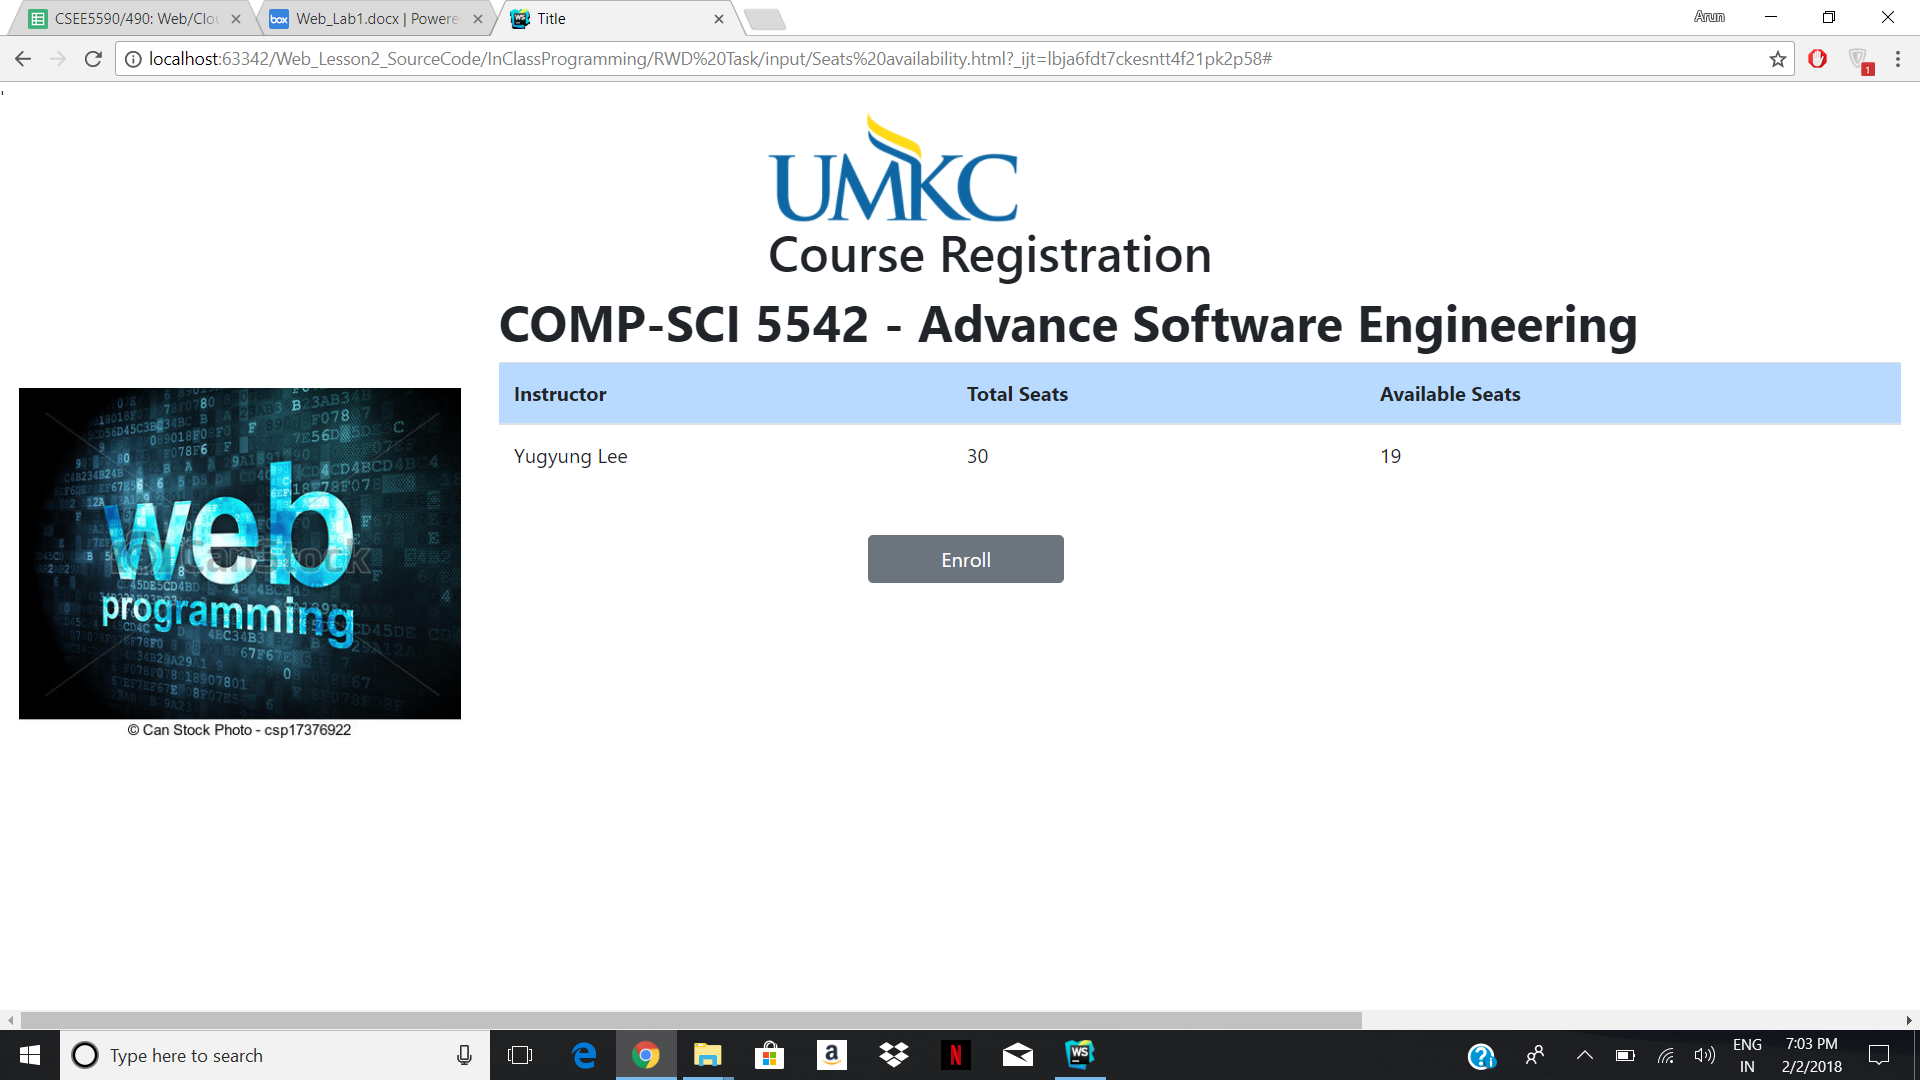 CSEE5590/490: Web/Clou
Web_Lab1.docx | Powere
Title
Arun
localhost:63342/Web_Lesson2_SourceCode/InClassProgramming/RWD%20Task/input/Seats%20availability.html?_ijt=lbja6fdt7ckesntt4f21pk2p58#
1
UMKC
Course Registration
COMP-SCI 5542 - Advance Software Engineering
Instructor Total Seats Available Seats
Yugyung Lee 30 19
Enroll
web
programming
CanStock
© Can Stock Photo - csp17376922
Type here to search
ENG
IN
7:03 PM
2/2/2018